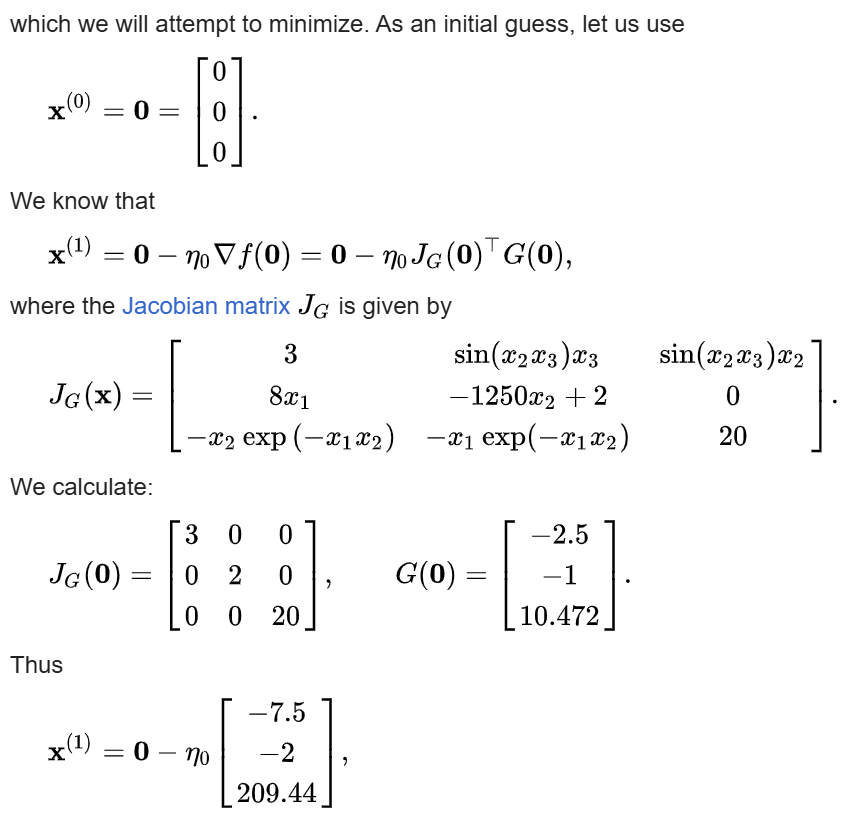 which we will attempt to minimize. As an initial guess, let us use
$\mathbf{x}^{(0)} = \mathbf{0} = \begin{bmatrix} 0 \\ 0 \\ 0 \end{bmatrix}.$
We know that
$\mathbf{x}^{(1)} = \mathbf{0} - \eta_0 \nabla f(\mathbf{0}) = \mathbf{0} - \eta_0 J_G(\mathbf{0})^\top G(\mathbf{0}),$
where the Jacobian matrix $J_G$ is given by
$J_G(\mathbf{x}) = \begin{bmatrix} 3 & \sin(x_2 x_3) x_3 & \sin(x_2 x_3) x_2 \\ 8x_1 & -1250x_2 + 2 & 0 \\ -x_2 \exp(-x_1 x_2) & -x_1 \exp(-x_1 x_2) & 20 \end{bmatrix}.$
We calculate:
$J_G(\mathbf{0}) = \begin{bmatrix} 3 & 0 & 0 \\ 0 & 2 & 0 \\ 0 & 0 & 20 \end{bmatrix}, \qquad G(\mathbf{0}) = \begin{bmatrix} -2.5 \\ -1 \\ 10.472 \end{bmatrix}.$
Thus
$\mathbf{x}^{(1)} = \mathbf{0} - \eta_0 \begin{bmatrix} -7.5 \\ -2 \\ 209.44 \end{bmatrix},$